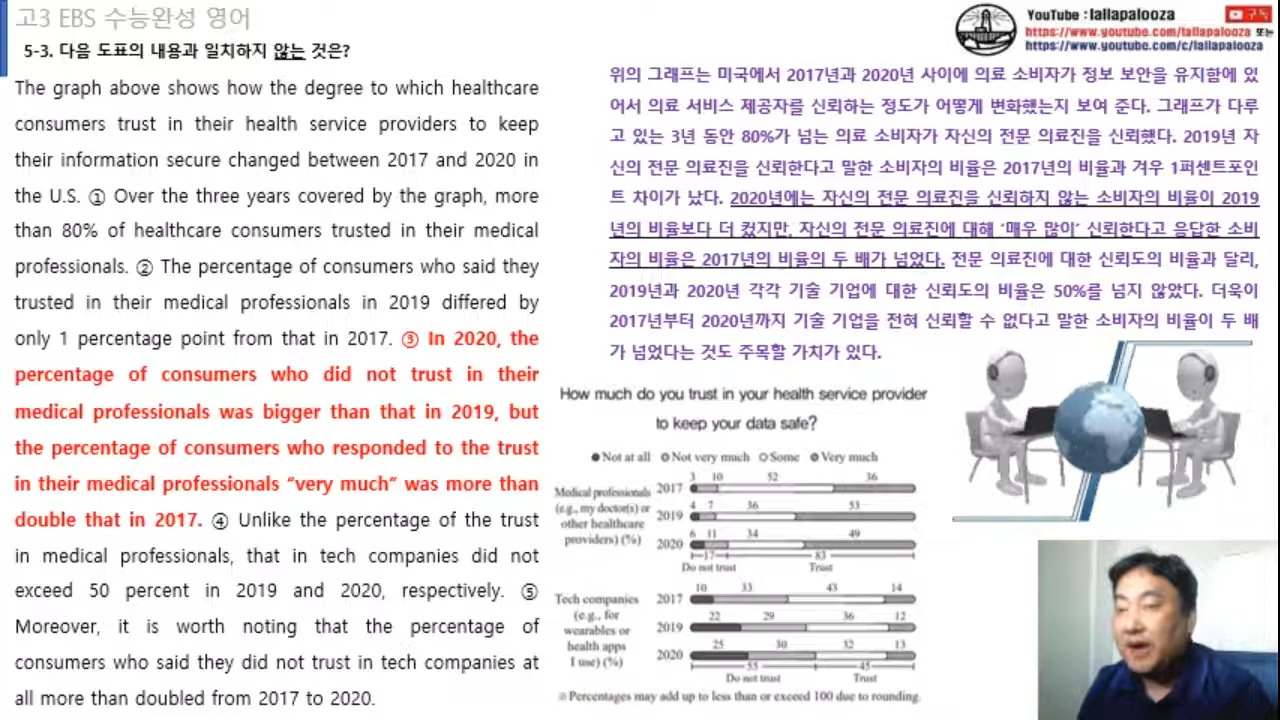 고3 EBS 수능완성 영어
5-3. 다음 도표의 내용과 일치하지 않는 것은?
The graph above shows how the degree to which healthcare
consumers trust in their health service providers to keep
their information secure changed between 2017 and 2020 in
the U.S. ① Over the three years covered by the graph, more
than 80% of healthcare consumers trusted in their medical
professionals. ② The percentage of consumers who said they
trusted in their medical professionals in 2019 differed by
only 1 percentage point from that in 2017. ③ In 2020, the
percentage of consumers who did not trust in their
medical professionals was bigger than that in 2019, but
the percentage of consumers who responded to the trust
in their medical professionals “very much” was more than
double that in 2017. ④ Unlike the percentage of the trust
in medical professionals, that in tech companies did not
exceed 50 percent in 2019 and 2020, respectively. ⑤
Moreover, it is worth noting that the percentage of
consumers who said they did not trust in tech companies at
all more than doubled from 2017 to 2020.
YouTube : lallapalooza
구독
https://www.youtube.com/lallapalooza 또는
https://www.youtube.com/c/lallapalooza
위의 그래프는 미국에서 2017년과 2020년 사이에 의료 소비자가 정보 보안을 유지함에 있
어서 의료 서비스 제공자를 신뢰하는 정도가 어떻게 변화했는지 보여 준다. 그래프가 다루
고 있는 3년 동안 80%가 넘는 의료 소비자가 자신의 전문 의료진을 신뢰했다. 2019년 자
신의 전문 의료진을 신뢰한다고 말한 소비자의 비율은 2017년의 비율과 겨우 1퍼센트포인
트 차이가 났다. 2020년에는 자신의 전문 의료진을 신뢰하지 않는 소비자의 비율이 2019
년의 비율보다 더 컸지만, 자신의 전문 의료진에 대해 ‘매우 많이’ 신뢰한다고 응답한 소비
자의 비율은 2017년의 비율의 두 배가 넘었다. 전문 의료진에 대한 신뢰도의 비율과 달리,
2019년과 2020년 각각 기술 기업에 대한 신뢰도의 비율은 50%를 넘지 않았다. 더욱이
2017년부터 2020년까지 기술 기업을 전혀 신뢰할 수 없다고 말한 소비자의 비율이 두 배
가 넘었다는 것도 주목할 가치가 있다.
How much do you trust in your health service provider
to keep your data safe?
Not at all Not very much Some Very much
3 10 52 36
Medical professionals 2017
(e.g., my doctor(s) or
4 7 36 53
other healthcare 2019
providers) (%)
6 11 34 49
2020
17 83
Do not trust Trust
10 33 43 14
Tech companies 2017
(e.g., for
22 29 36 12
wearables or 2019
health apps
25 30 32 13
I use) (%) 2020
55 45
Do not trust Trust
※Percentages may add up to less than or exceed 100 due to rounding.